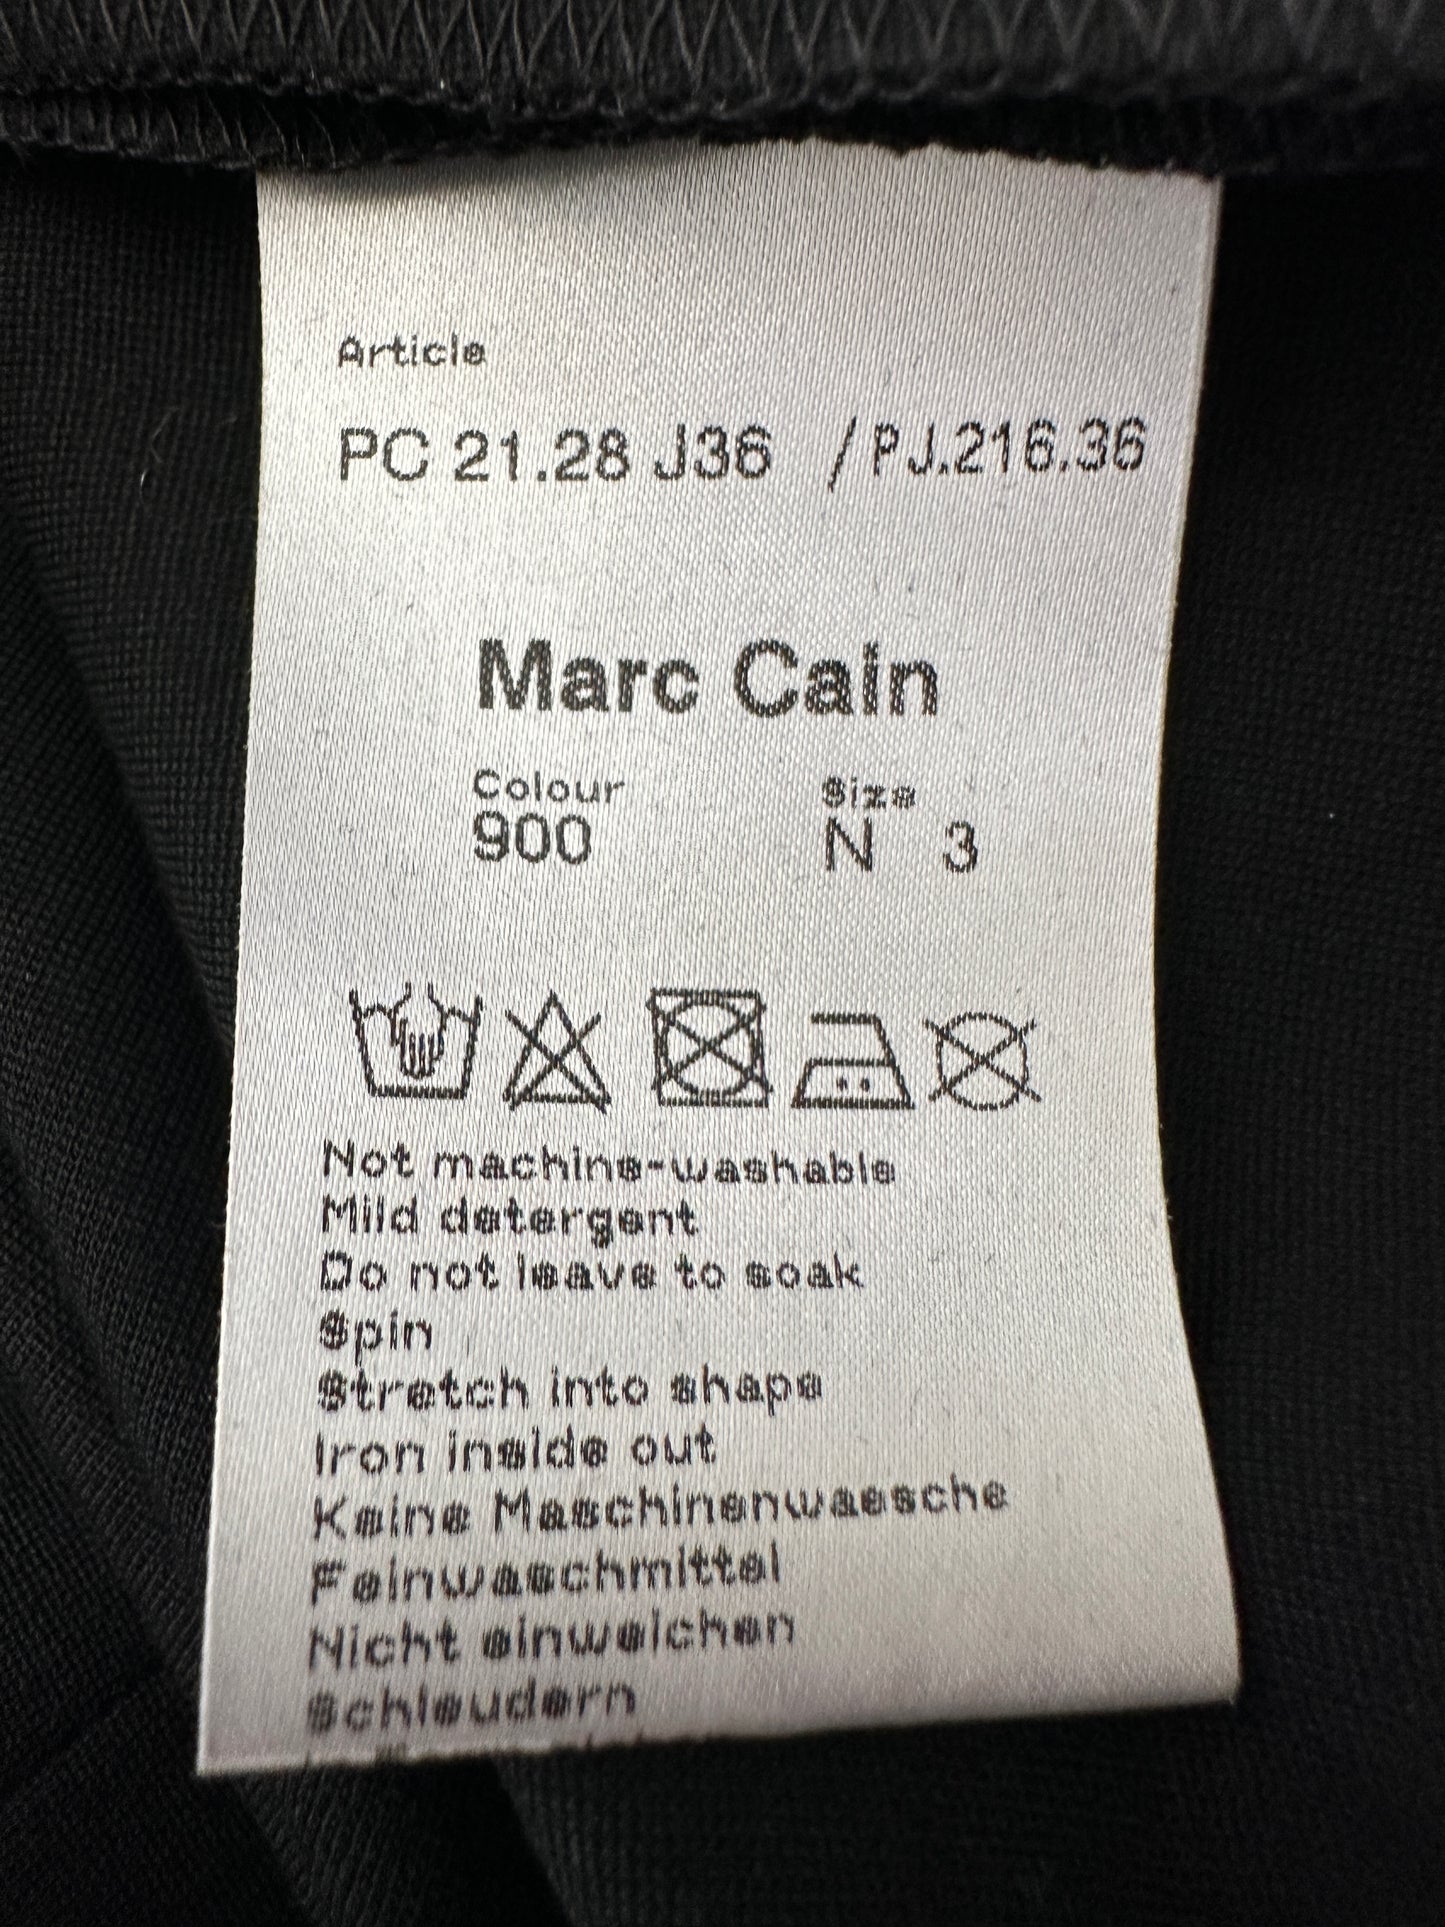 Article
PC 21.28 J36 / PJ.216.36
Marc Cain
Colour Size
900 N 3
Not machine-washable
Mild detergent
Do not leave to soak
Spin
Stretch into shape
Iron inside out
Keine Maschinenwaesche
Feinwaschmittel
Nicht einweichen
Schleudern